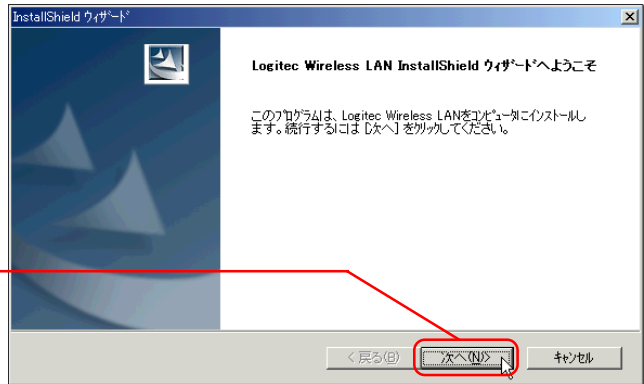 InstallShield ウィザード
Logitec Wireless LAN InstallShield ウィザードへようこそ
このプログラムは、Logitec Wireless LANをコンピュータにインストールし
ます。続行するには [次へ] をクリックしてください。
< 戻る(B) 次へ(N)> キャンセル